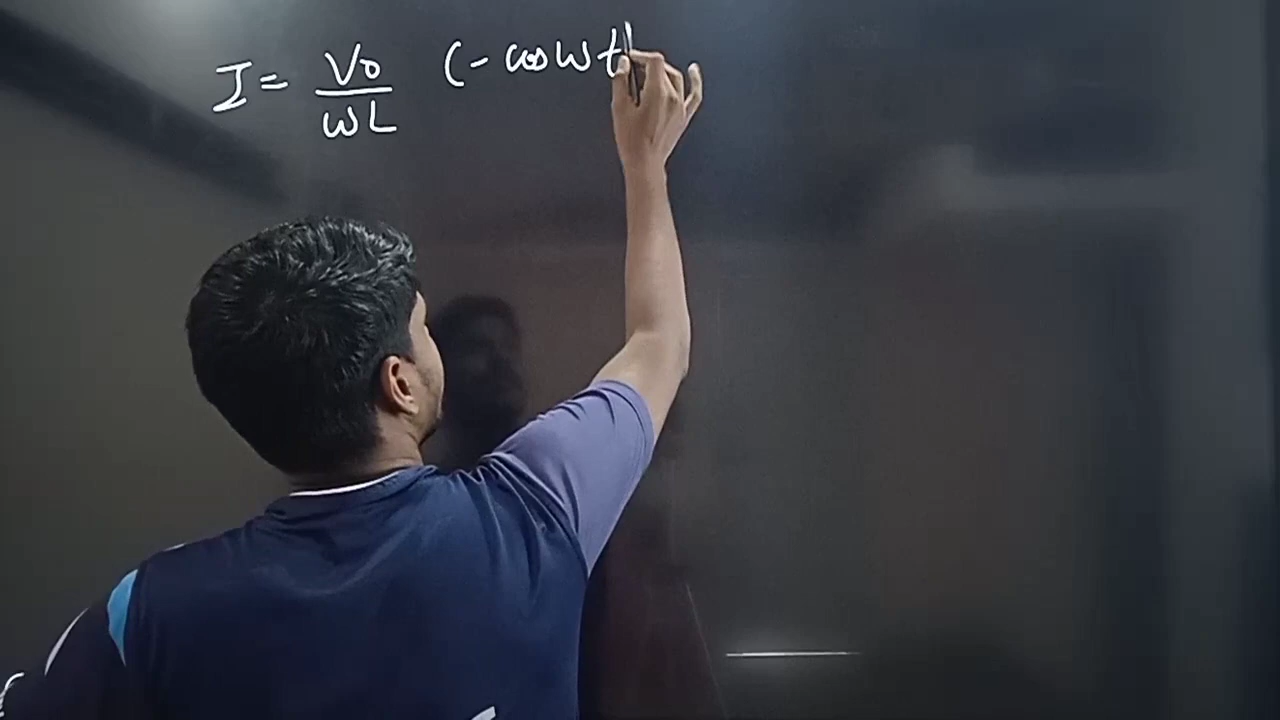 I = V₀/ωL (- cos ωt)